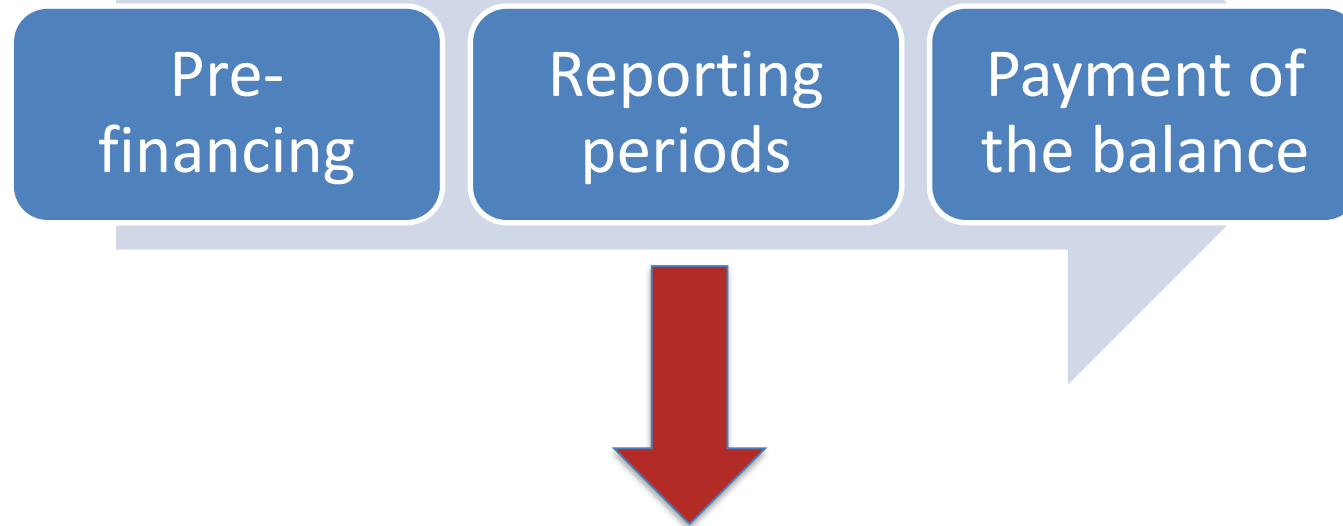 Pre-
financing
Reporting
periods
Payment of
the balance